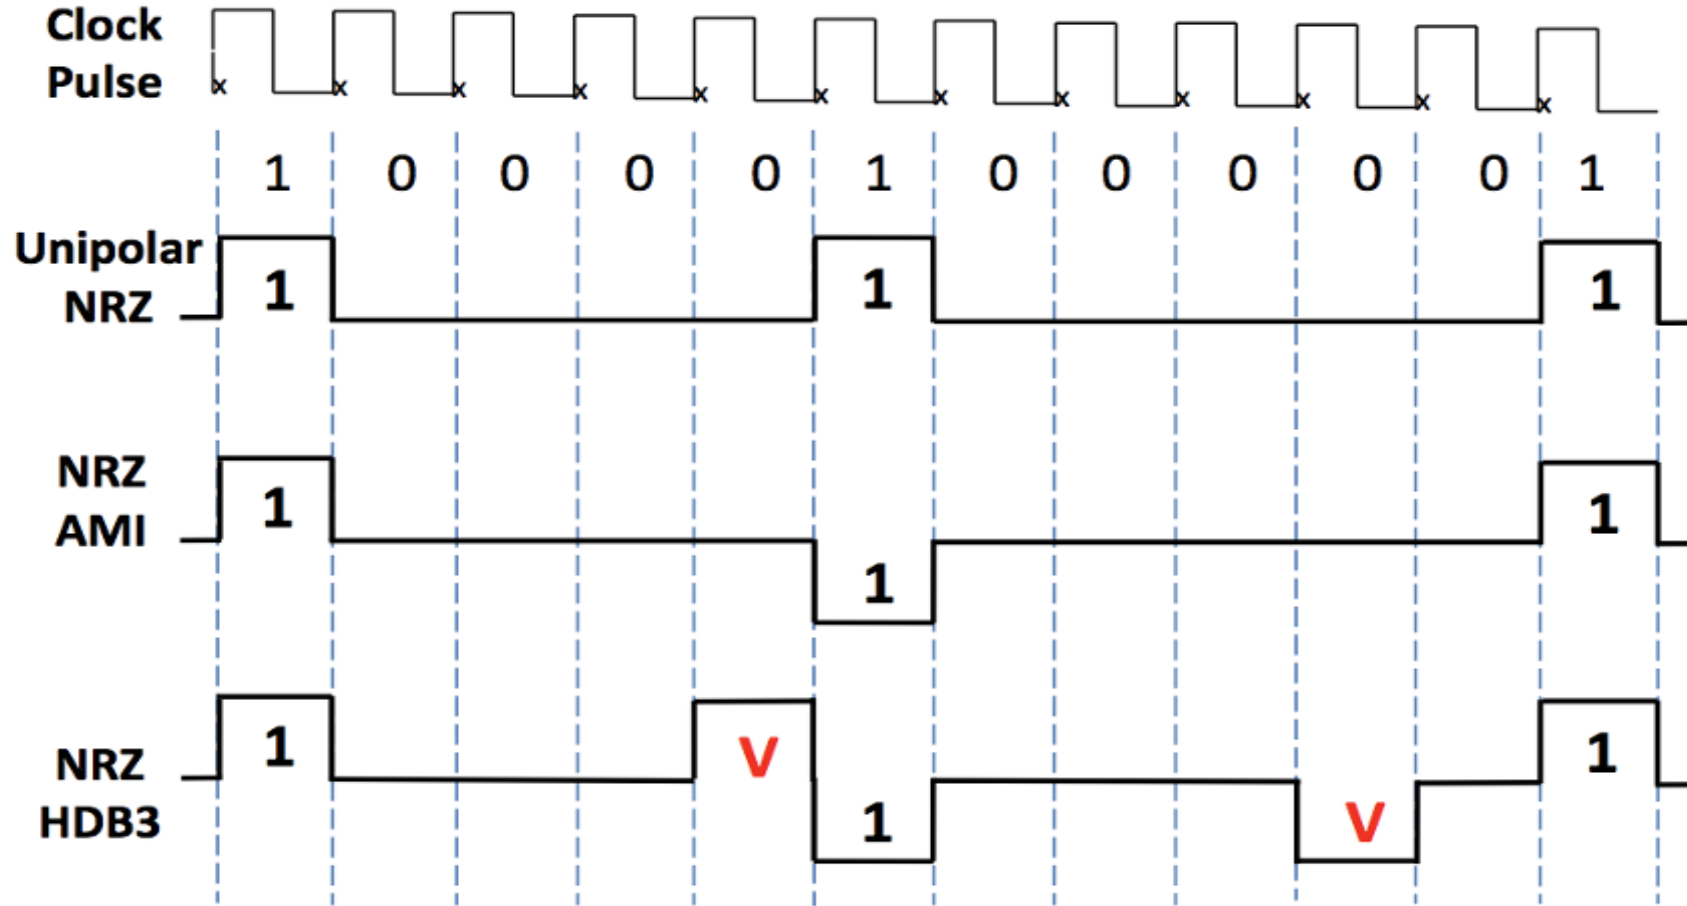 Clock
Pulse
x x x x x x x x x x x x
1 0 0 0 0 1 0 0 0 0 0 1
Unipolar
NRZ
1 1 1
NRZ
AMI
1 1 1
NRZ
HDB3
1 V 1 V 1